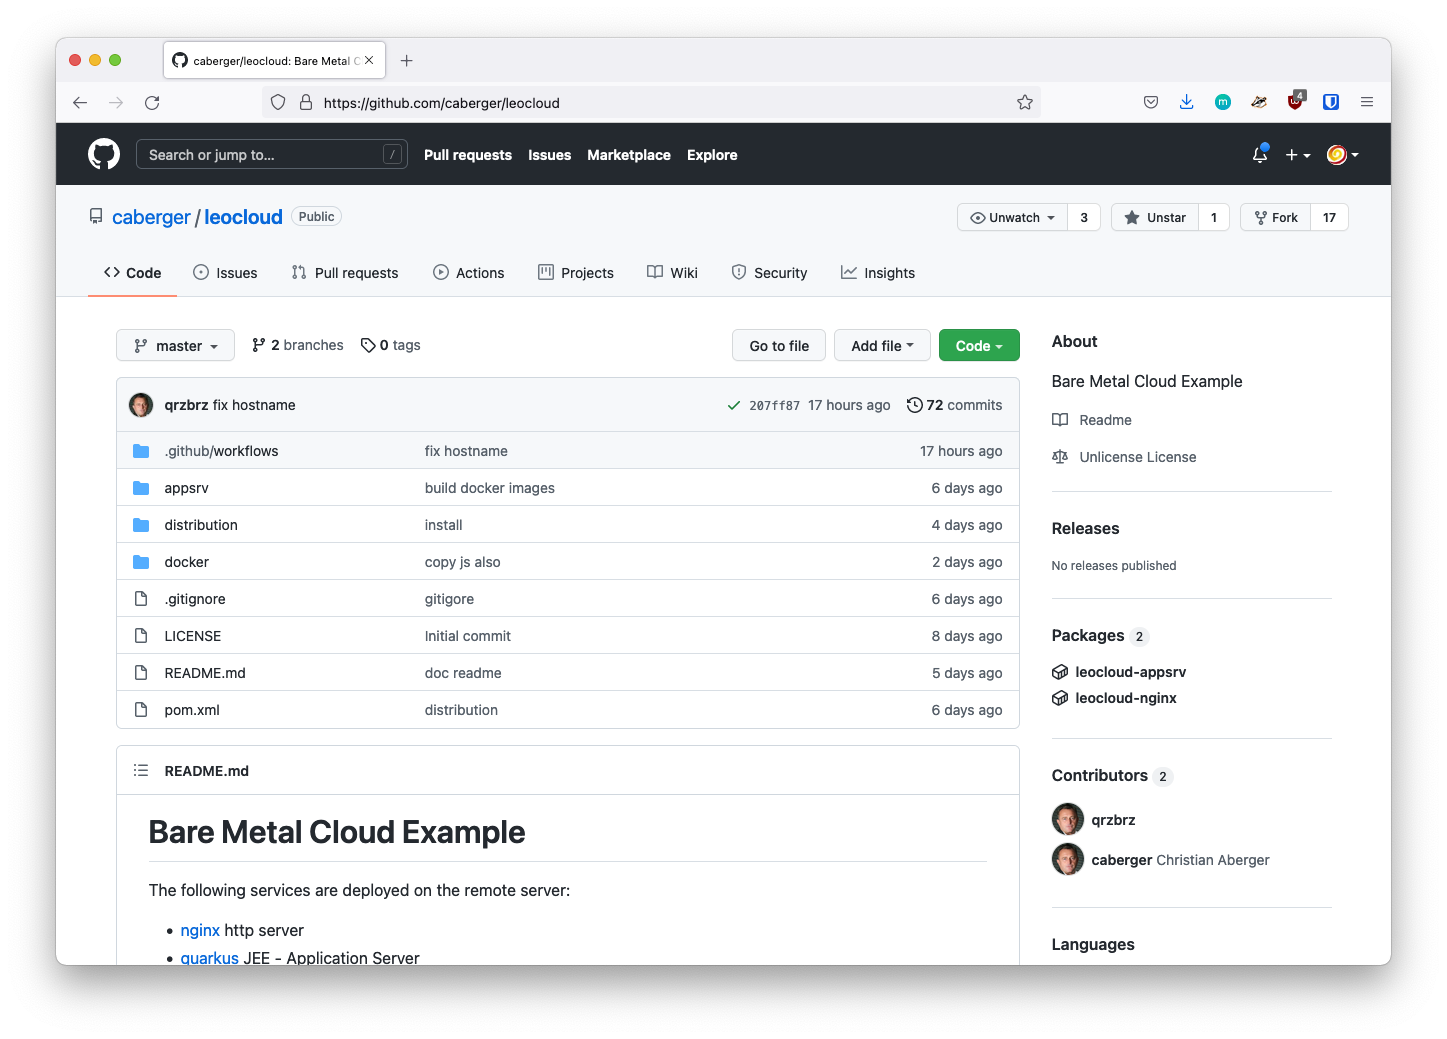 caberger/leocloud: Bare Metal C
https://github.com/caberger/leocloud
m
4
Search or jump to...
/
Pull requests
Issues
Marketplace
Explore
caberger / leocloud Public
Unwatch 3
Unstar 1
Fork 17
Code
Issues
Pull requests
Actions
Projects
Wiki
Security
Insights
master
2 branches
0 tags
Go to file
Add file
Code
qrzbrz fix hostname
207ff87 17 hours ago
72 commits
.github/workflows fix hostname 17 hours ago
appsrv build docker images 6 days ago
distribution install 4 days ago
docker copy js also 2 days ago
.gitignore gitigore 6 days ago
LICENSE Initial commit 8 days ago
README.md doc readme 5 days ago
pom.xml distribution 6 days ago
README.md
Bare Metal Cloud Example
The following services are deployed on the remote server:
• nginx http server
• quarkus JEE - Application Server
About
Bare Metal Cloud Example
Readme
Unlicense License
Releases
No releases published
Packages 2
leocloud-appsrv
leocloud-nginx
Contributors 2
qrzbrz
caberger Christian Aberger
Languages